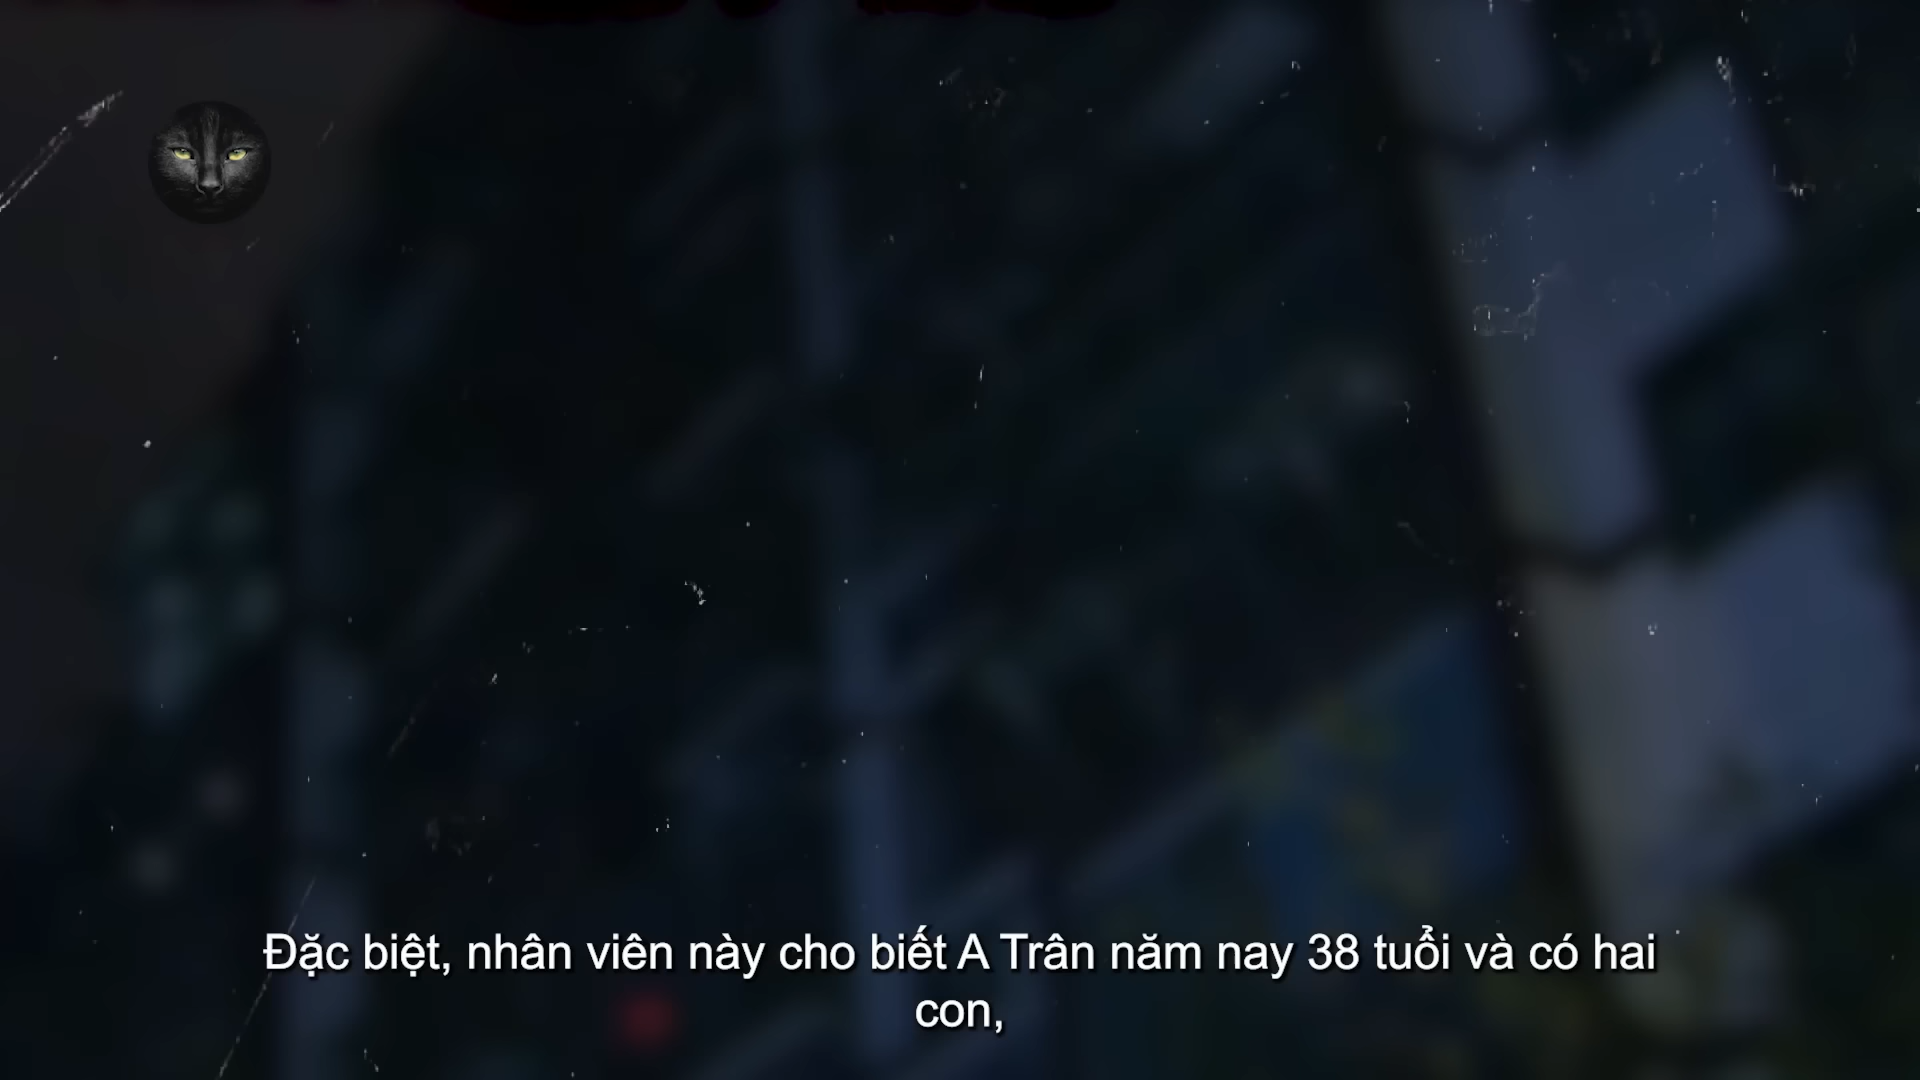 Đặc biệt, nhân viên này cho biết A Trân năm nay 38 tuổi và có hai
con,